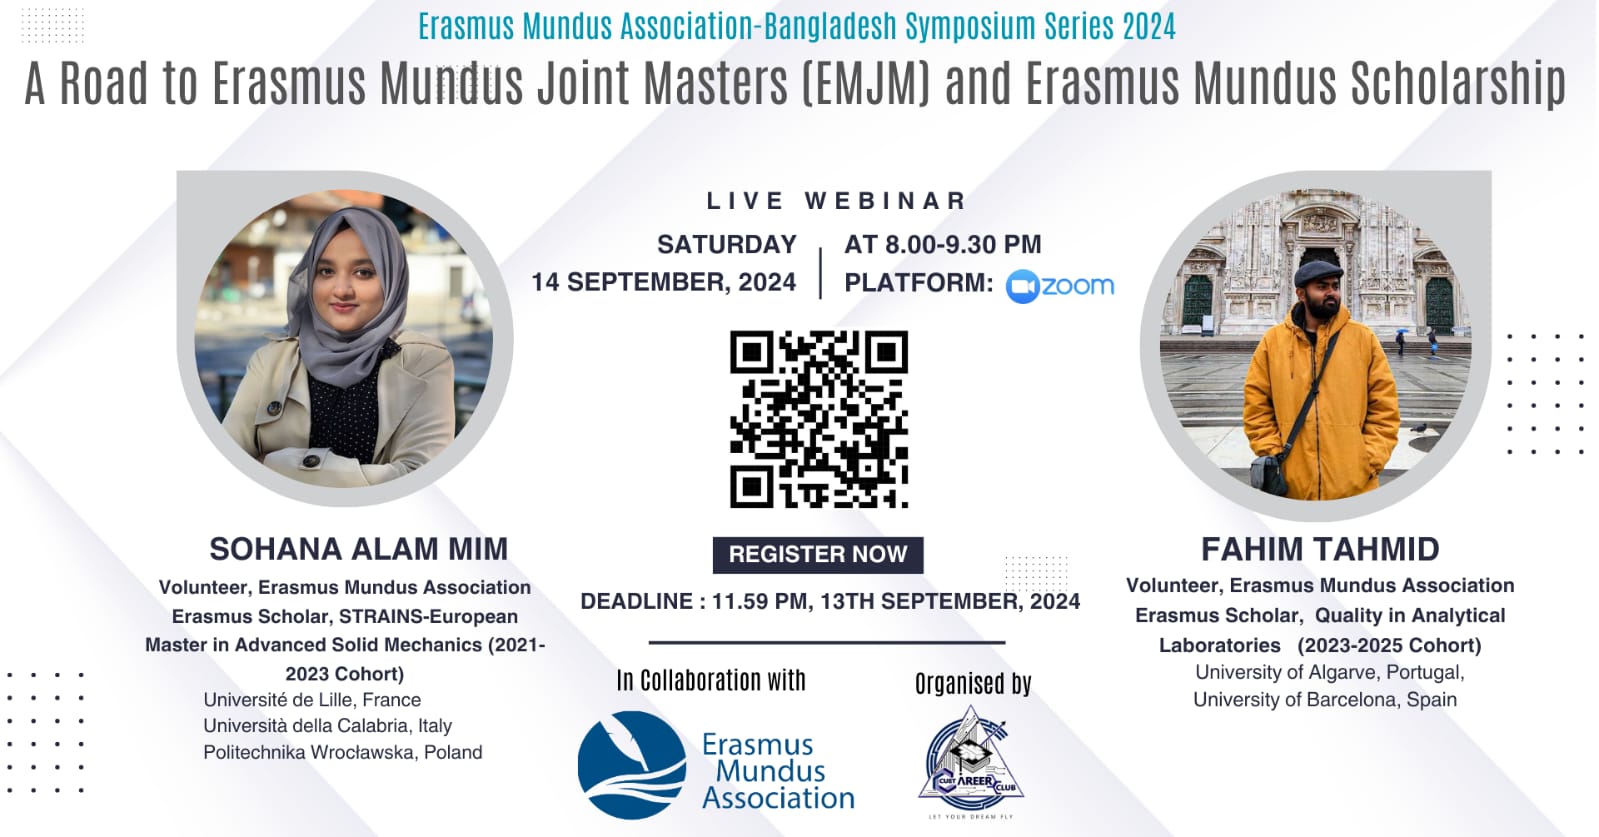 Erasmus Mundus Association-Bangladesh Symposium Series 2024
A Road to Erasmus Mundus Joint Masters (EMJM) and Erasmus Mundus Scholarship
LIVE WEBINAR
SATURDAY
14 SEPTEMBER, 2024
AT 8.00-9.30 PM
PLATFORM: zoom
REGISTER NOW
DEADLINE : 11.59 PM, 13TH SEPTEMBER, 2024
SOHANA ALAM MIM
Volunteer, Erasmus Mundus Association
Erasmus Scholar, STRAINS-European
Master in Advanced Solid Mechanics (2021-
2023 Cohort)
Université de Lille, France
Università della Calabria, Italy
Politechnika Wrocławska, Poland
FAHIM TAHMID
Volunteer, Erasmus Mundus Association
Erasmus Scholar, Quality in Analytical
Laboratories (2023-2025 Cohort)
University of Algarve, Portugal,
University of Barcelona, Spain
In Collaboration with
Erasmus
Mundus
Association
Organised by
CUET CAREER CLUB
LET YOUR DREAM FLY